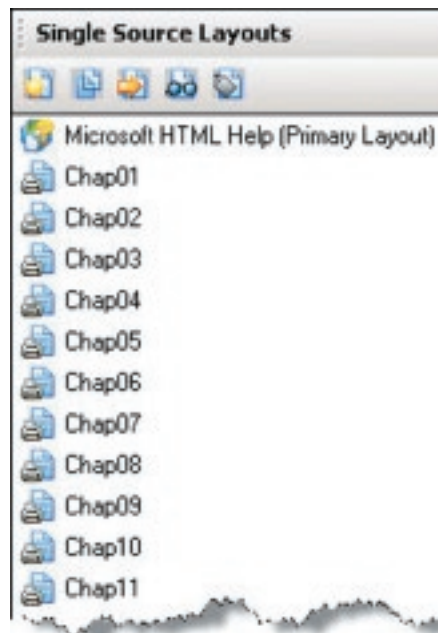 Single Source Layouts
Microsoft HTML Help (Primary Layout)
Chap01
Chap02
Chap03
Chap04
Chap05
Chap06
Chap07
Chap08
Chap09
Chap10
Chap11